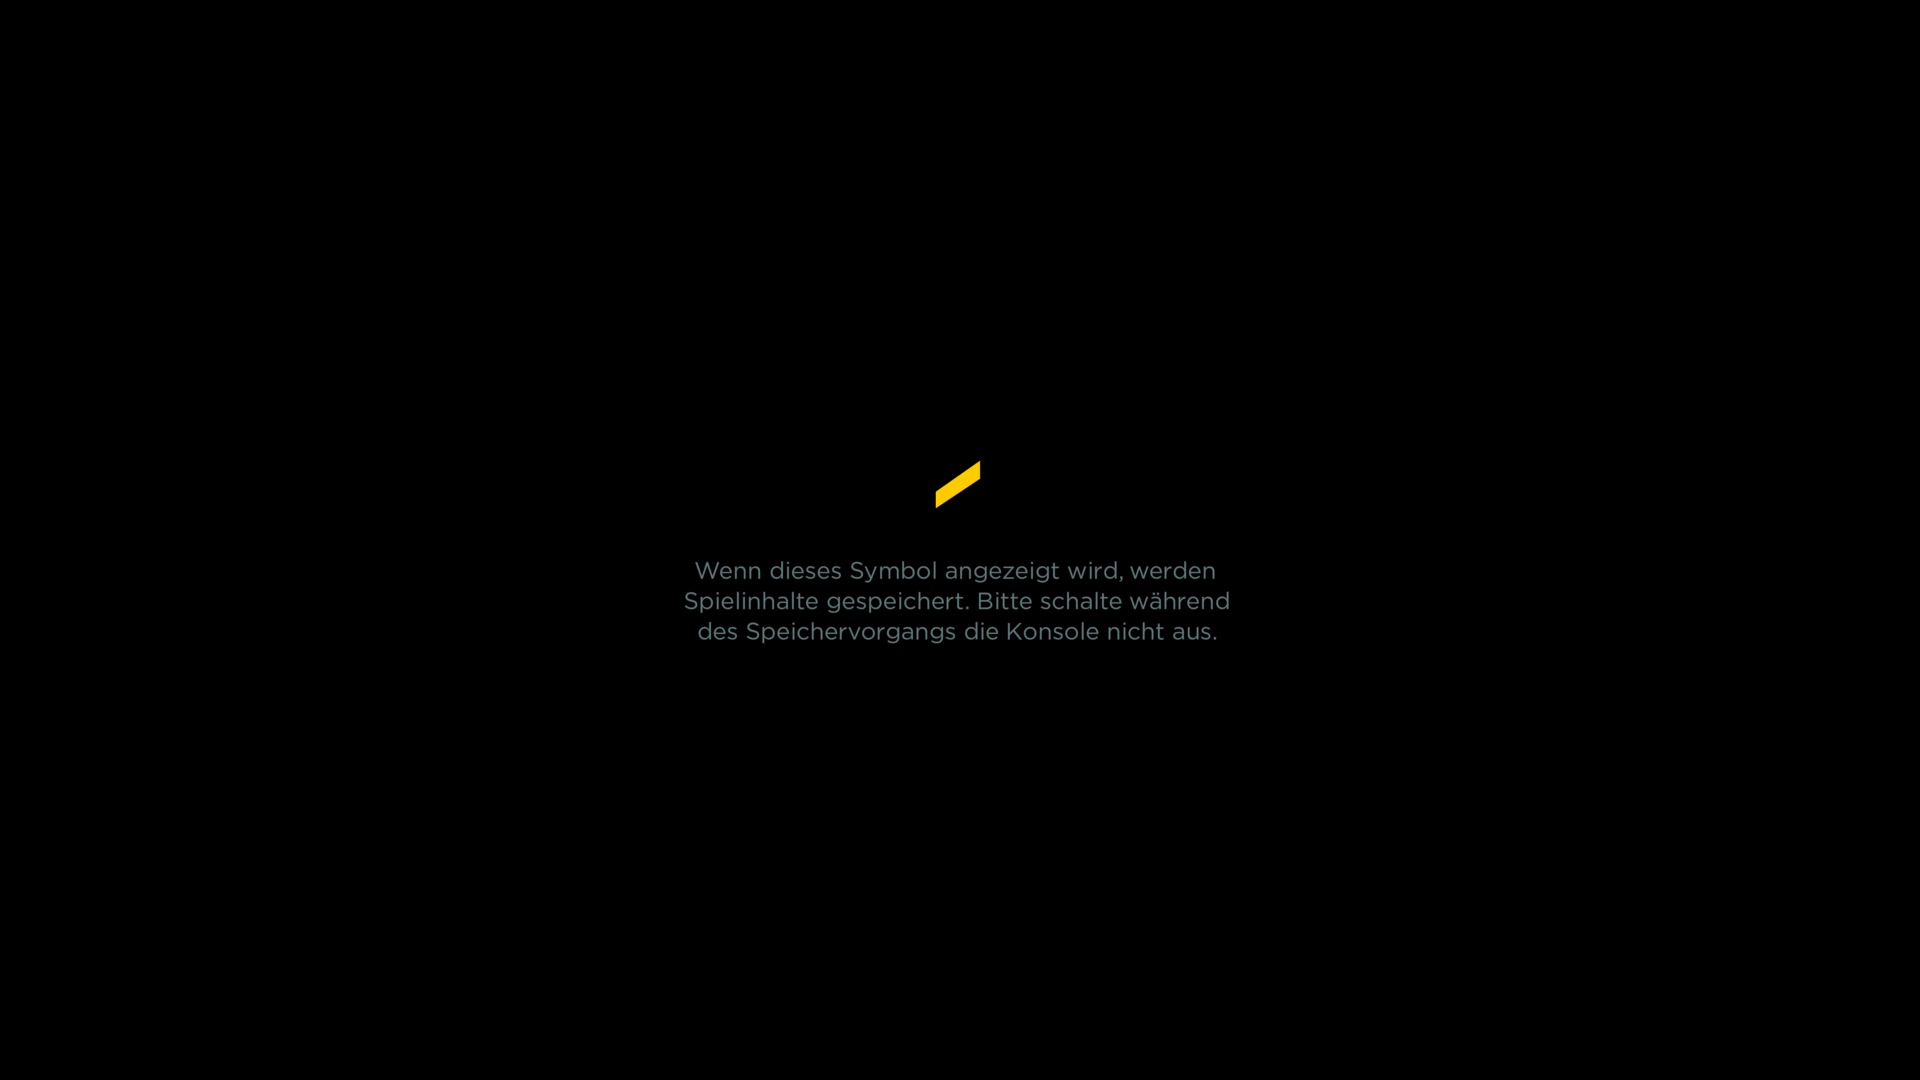 Wenn dieses Symbol angezeigt wird, werden
Spielinhalte gespeichert. Bitte schalte während
des Speichervorgangs die Konsole nicht aus.